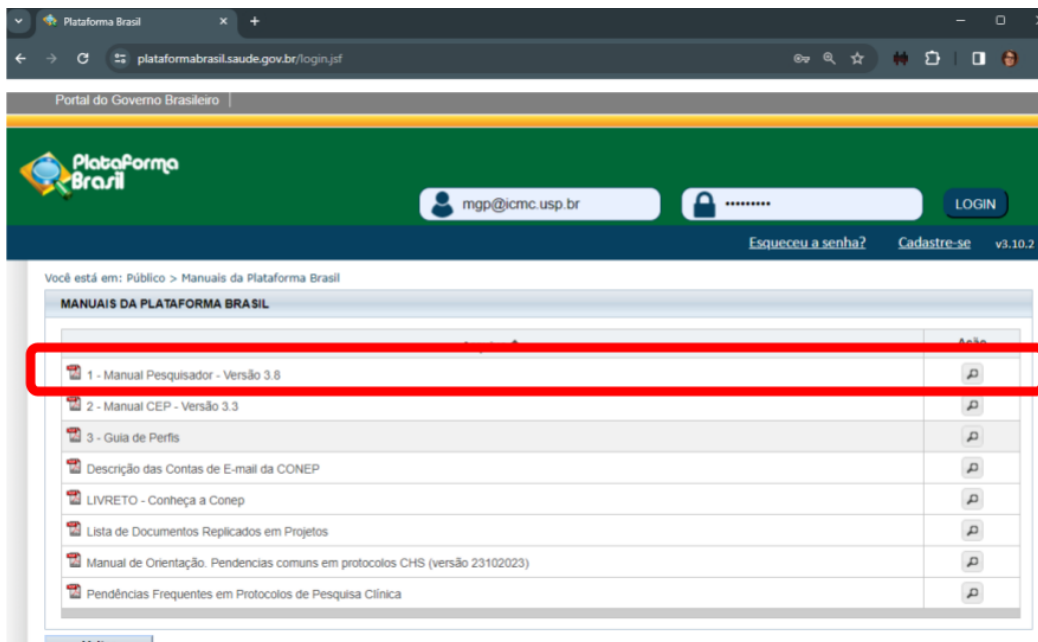 Plataforma Brasil
plataformabrasil.saude.gov.br/login.jsf
Portal do Governo Brasileiro
Plataforma
Brasil
mgp@icmc.usp.br
LOGIN
Esqueceu a senha? Cadastre-se v3.10.2
Você está em: Público > Manuais da Plataforma Brasil
MANUAIS DA PLATAFORMA BRASIL
Ação
1 - Manual Pesquisador - Versão 3.8
2 - Manual CEP - Versão 3.3
3 - Guia de Perfis
Descrição das Contas de E-mail da CONEP
LIVRETO - Conheça a Conep
Lista de Documentos Replicados em Projetos
Manual de Orientação. Pendencias comuns em protocolos CHS (versão 23102023)
Pendências Frequentes em Protocolos de Pesquisa Clínica